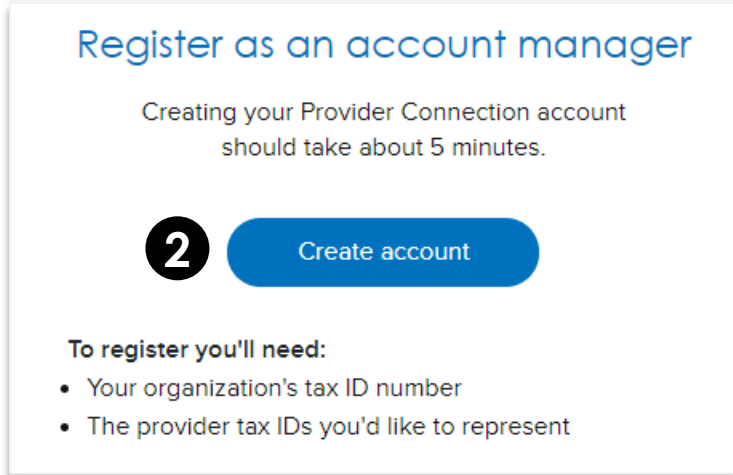 Register as an account manager
Creating your Provider Connection account
should take about 5 minutes.
2 Create account
To register you'll need:
• Your organization's tax ID number
• The provider tax IDs you'd like to represent